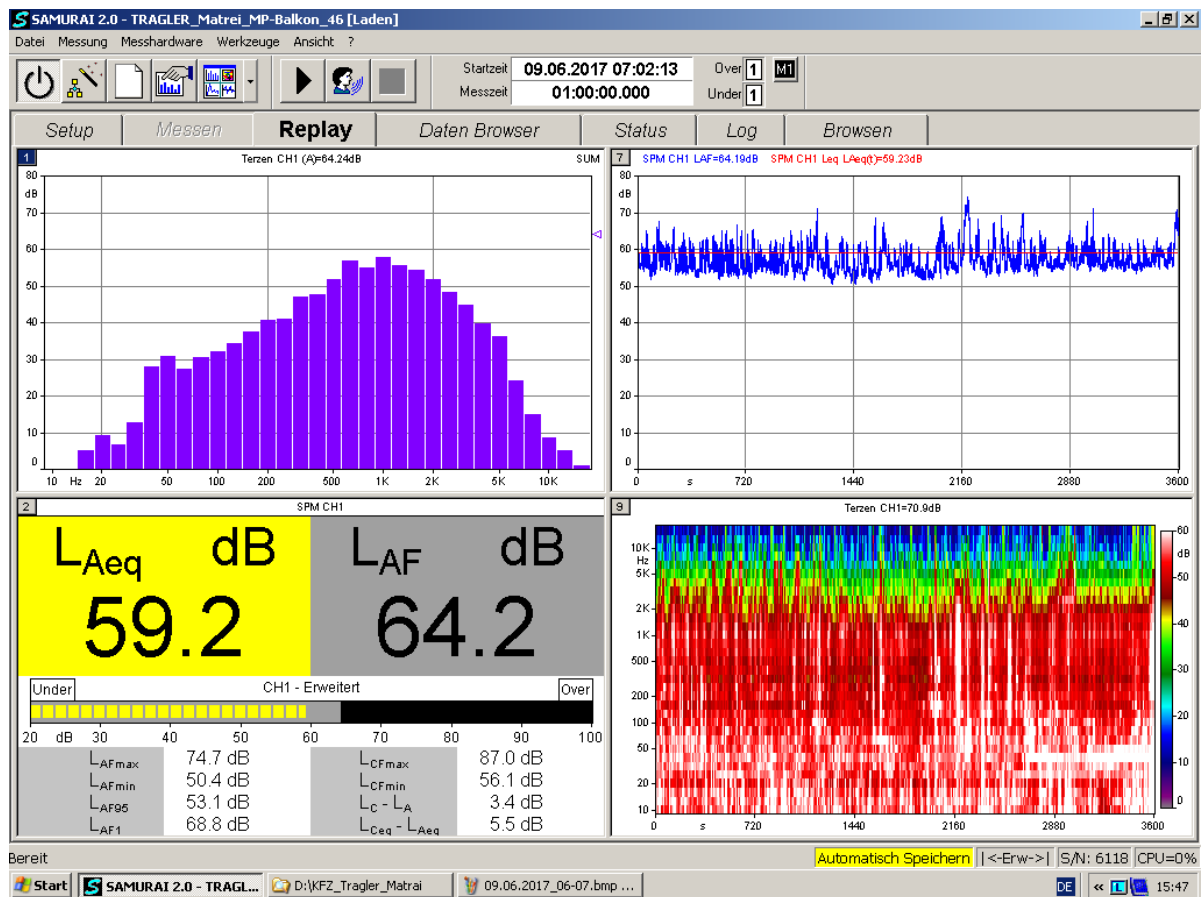 SAMURAI 2.0 - TRAGLER_Matrei_MP-Balkon_46 [Laden]
Datei Messung Messhardware Werkzeuge Ansicht ?
Startzeit 09.06.2017 07:02:13 Over 1 M1
Messzeit 01:00:00.000 Under 1
Setup Messen Replay Daten Browser Status Log Browsen
1 Terzen CH1 (A)=64.24dB SUM
80
dB
70
60
50
40
30
20
10
0
10 Hz 20 50 100 200 500 1K 2K 5K 10K
7 SPM CH1 LAF=64.19dB SPM CH1 Leq LAeq(t)=59.23dB
80
dB
70
60
50
40
30
20
10
0
0 s 720 1440 2160 2880 3600
2 SPM CH1
LAeq dB LAF dB
59.2 64.2
Under CH1 - Erweitert Over
20 dB 30 40 50 60 70 80 90 100
LAFmax 74.7 dB LCFmax 87.0 dB
LAFmin 50.4 dB LCFmin 56.1 dB
LAF95 53.1 dB LC - LA 3.4 dB
LAF1 68.8 dB LCeq - LAeq 5.5 dB
9 Terzen CH1=70.9dB
10K
Hz
5K
2K
1K
500
200
100
50
20
10
0 s 720 1440 2160 2880 3600
60
dB
50
40
30
20
10
0
Bereit Automatisch Speichern |<-Erw->| S/N: 6118 CPU=0%
Start SAMURAI 2.0 - TRAGL... D:\KFZ_Tragler_Matrai 09.06.2017_06-07.bmp ... DE « L 15:47